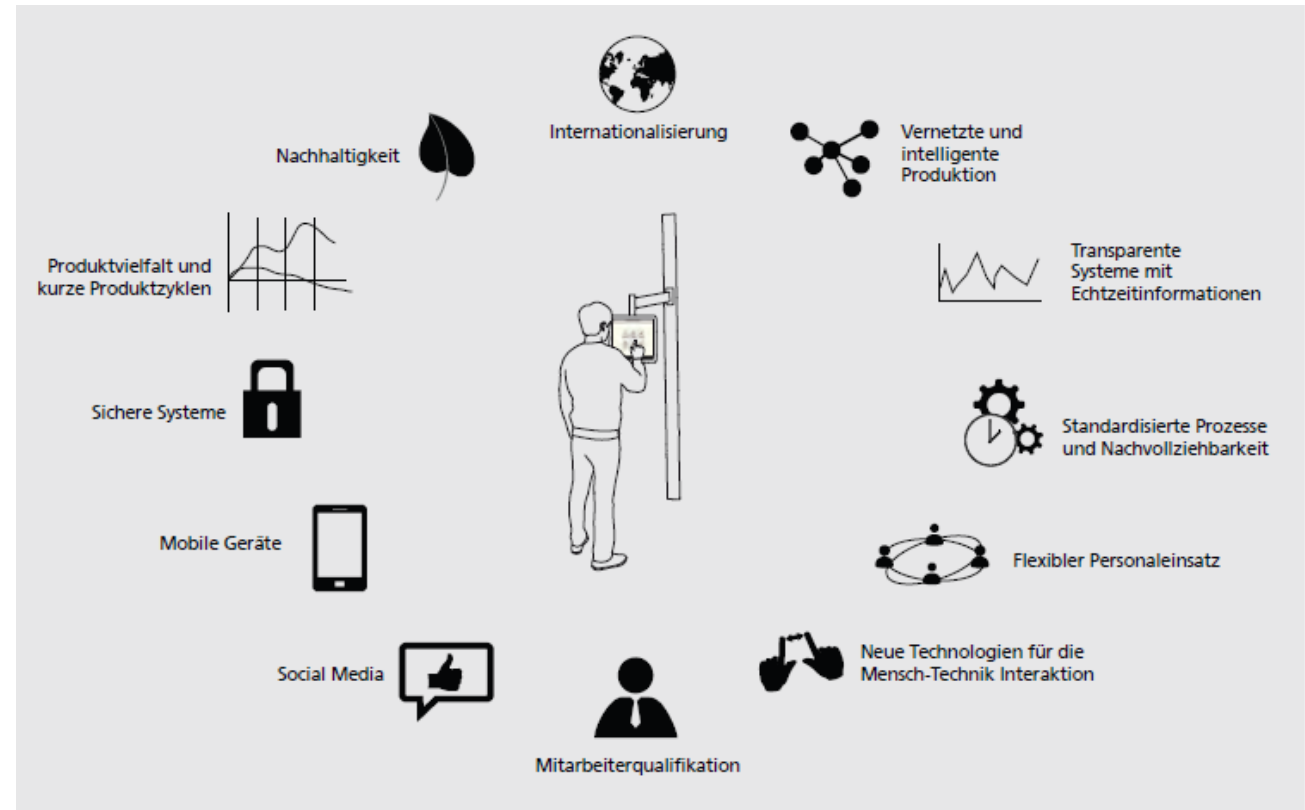 Internationalisierung
Vernetzte und
intelligente
Produktion
Transparente
Systeme mit
Echtzeitinformationen
Standardisierte Prozesse
und Nachvollziehbarkeit
Flexibler Personaleinsatz
Neue Technologien für die
Mensch-Technik Interaktion
Mitarbeiterqualifikation
Social Media
Mobile Geräte
Sichere Systeme
Produktvielfalt und
kurze Produktzyklen
Nachhaltigkeit